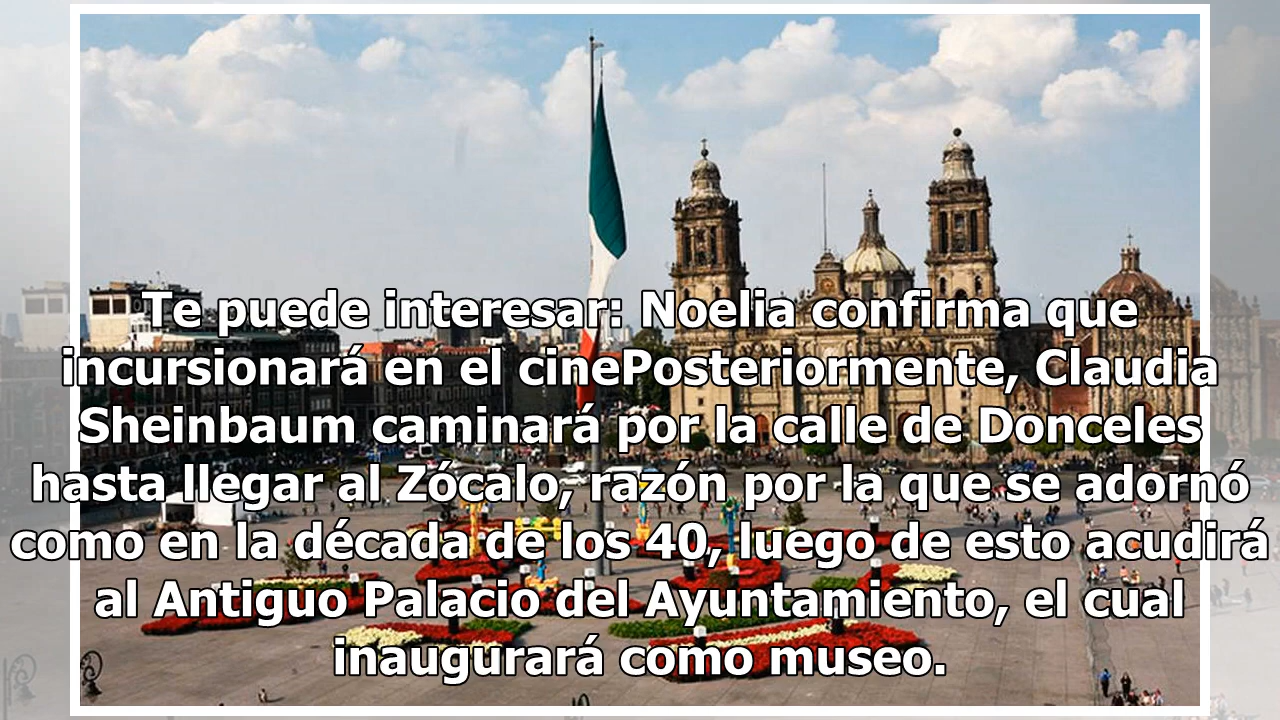 Te puede interesar: Noelia confirma que
incursionará en el cinePosteriormente, Claudia
Sheinbaum caminará por la calle de Donceles
hasta llegar al Zócalo, razón por la que se adornó
como en la década de los 40, luego de esto acudirá
al Antiguo Palacio del Ayuntamiento, el cual
inaugurará como museo.